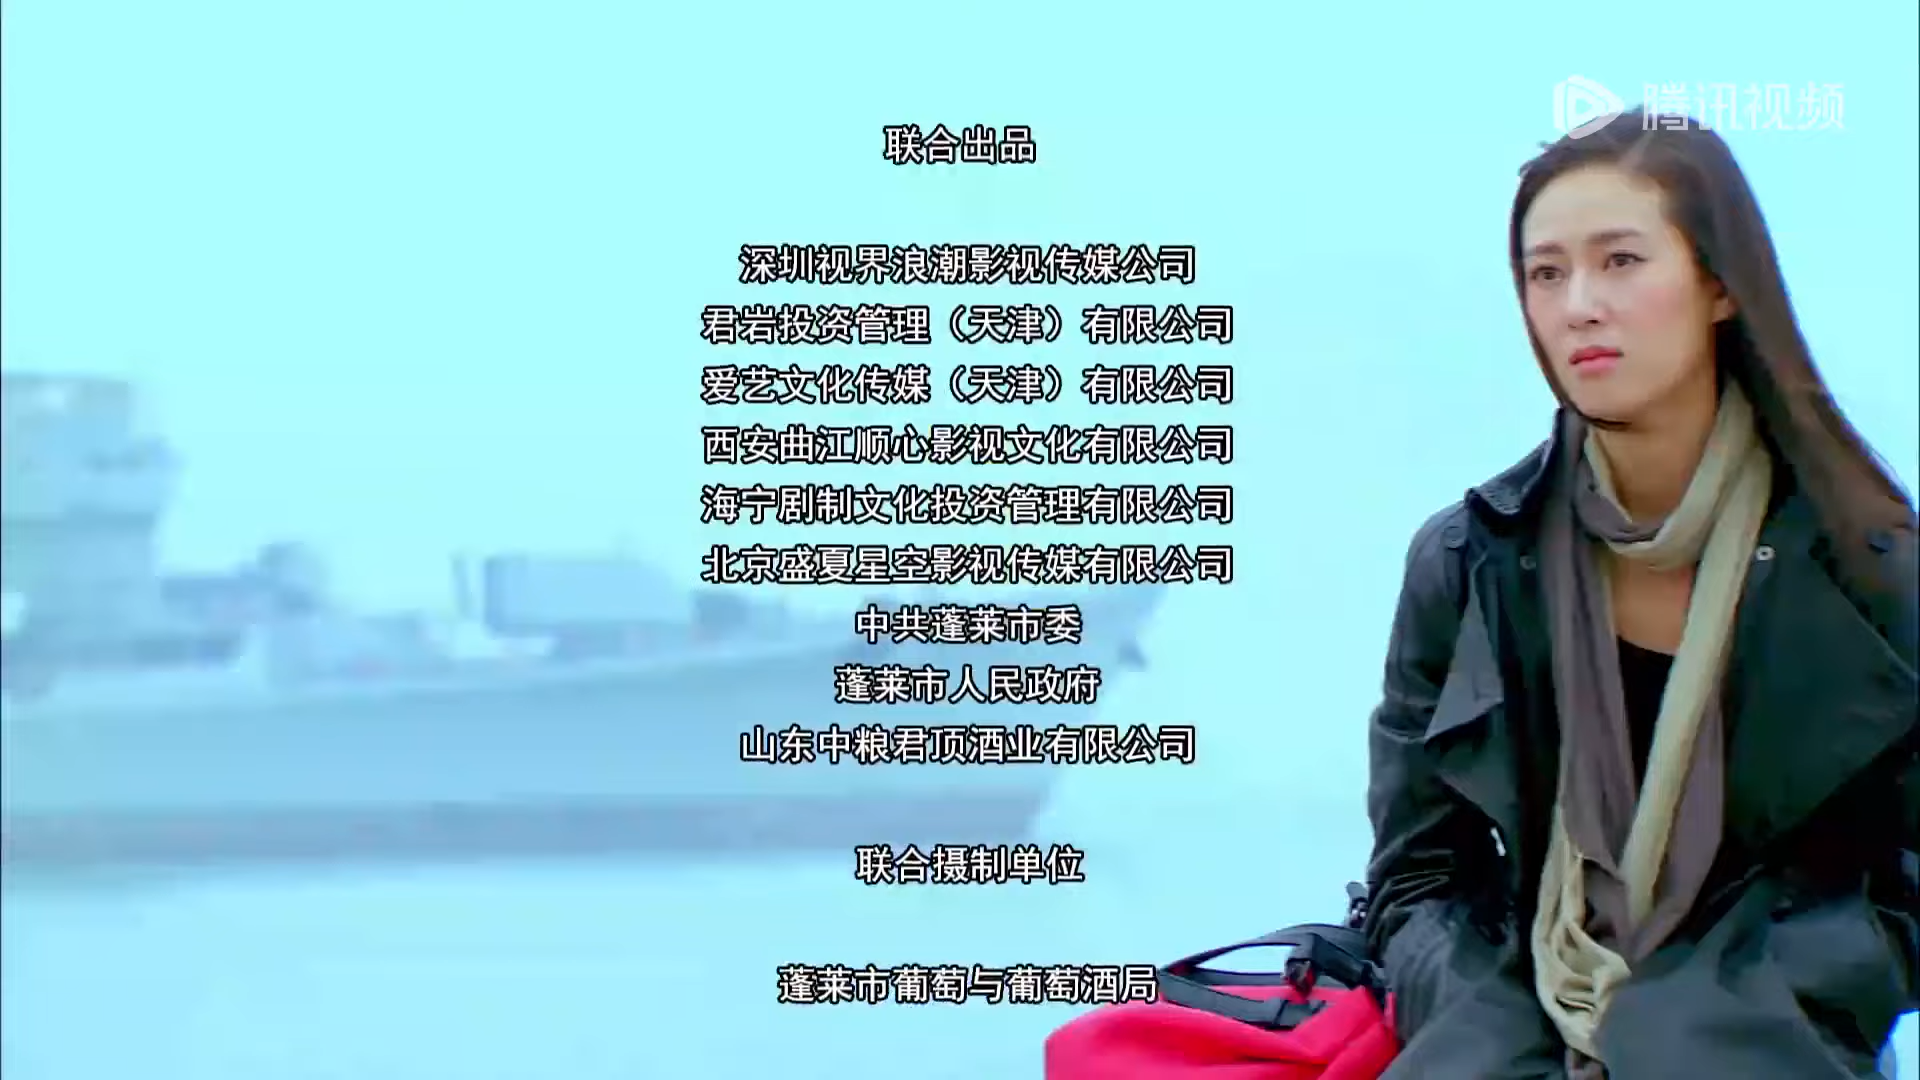 腾讯视频
联合出品
深圳视界浪潮影视传媒公司
君岩投资管理（天津）有限公司
爱艺文化传媒（天津）有限公司
西安曲江顺心影视文化有限公司
海宁剧制文化投资管理有限公司
北京盛夏星空影视传媒有限公司
中共蓬莱市委
蓬莱市人民政府
山东中粮君顶酒业有限公司
联合摄制单位
蓬莱市葡萄与葡萄酒局